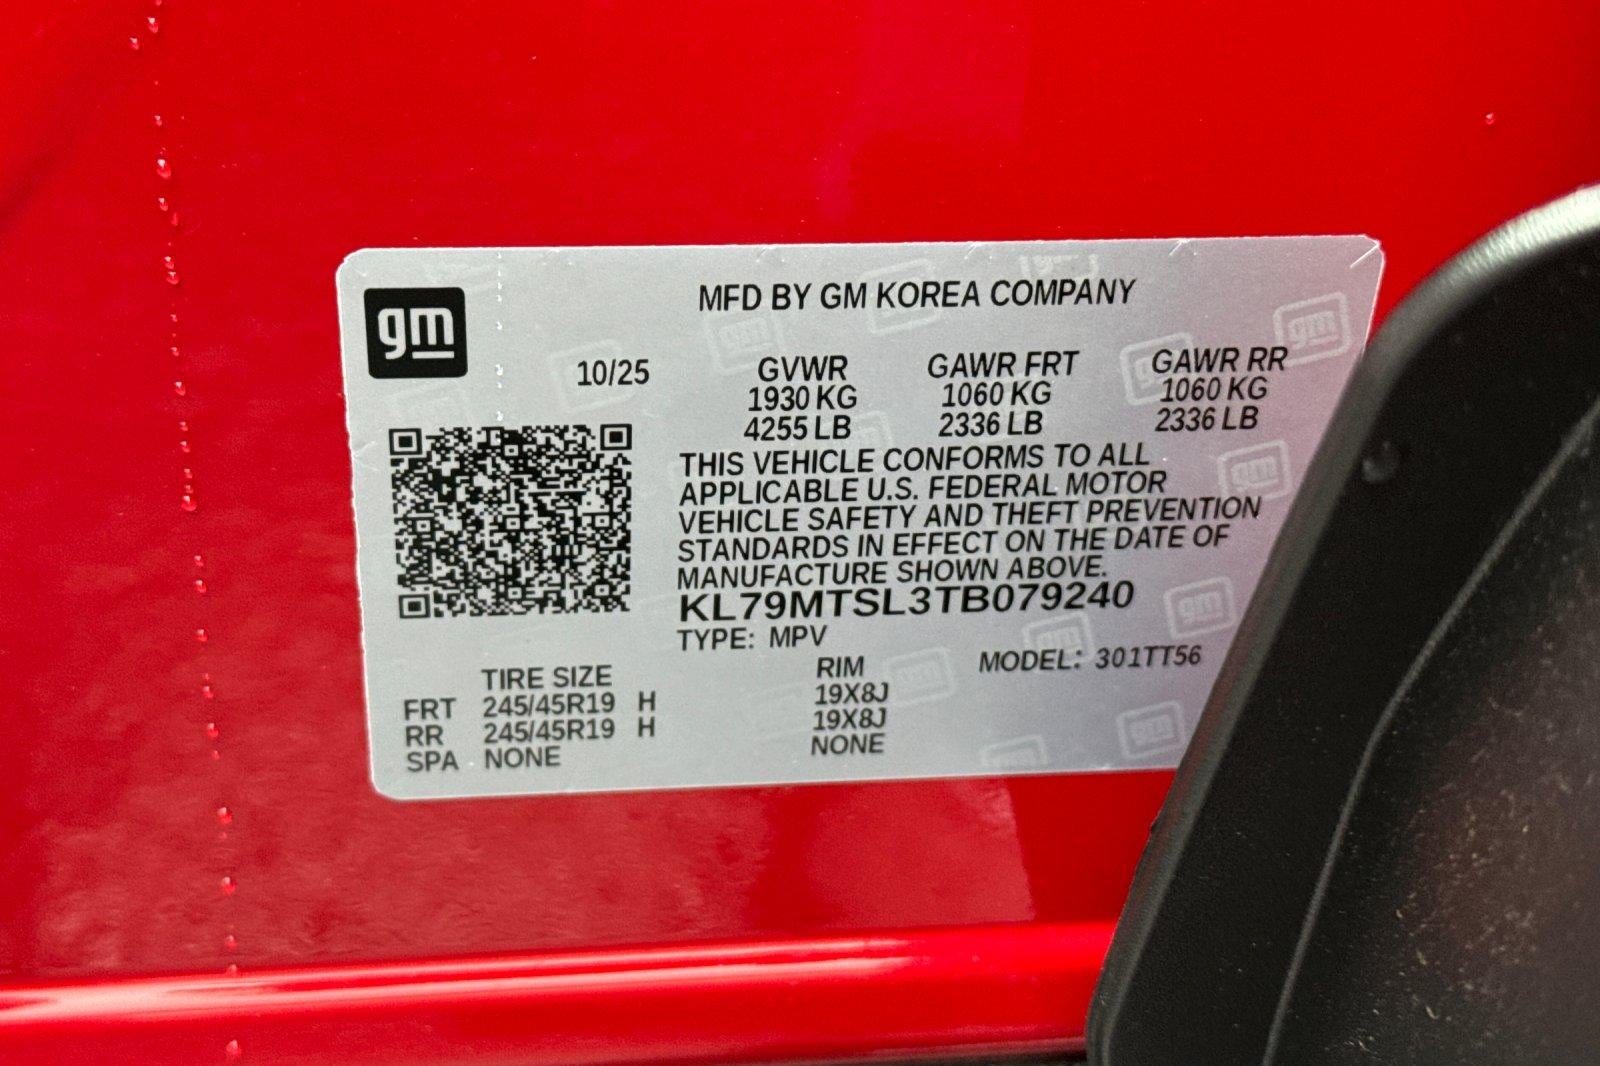 gm
MFD BY GM KOREA COMPANY
10/25 GVWR GAWR FRT GAWR RR
1930 KG 1060 KG 1060 KG
4255 LB 2336 LB 2336 LB
THIS VEHICLE CONFORMS TO ALL
APPLICABLE U.S. FEDERAL MOTOR
VEHICLE SAFETY AND THEFT PREVENTION
STANDARDS IN EFFECT ON THE DATE OF
MANUFACTURE SHOWN ABOVE.
KL79MTSL3TB079240
TYPE: MPV
TIRE SIZE RIM MODEL: 301TT56
FRT 245/45R19 H 19X8J
RR 245/45R19 H 19X8J
SPA NONE NONE